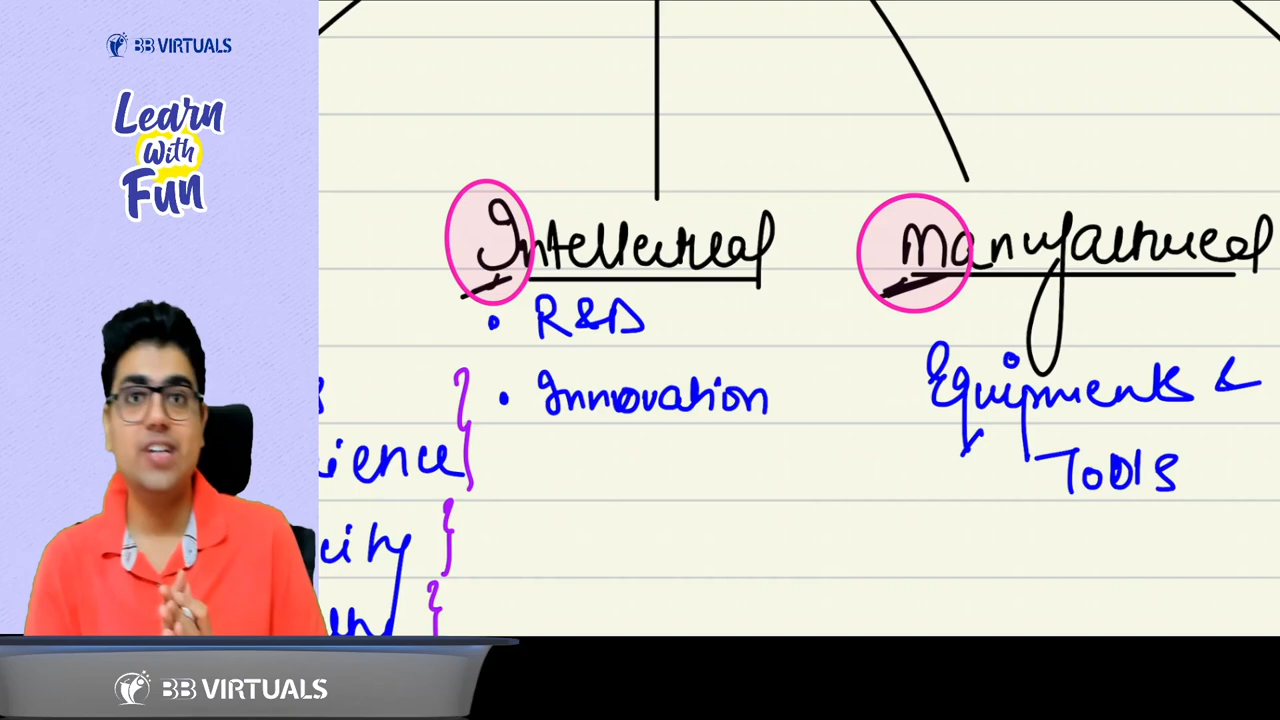 BB VIRTUALS
Learn
With
Fun
Intellectual
Manufactured
• R&D
• Innovation
Equipments &
Tools
BB VIRTUALS